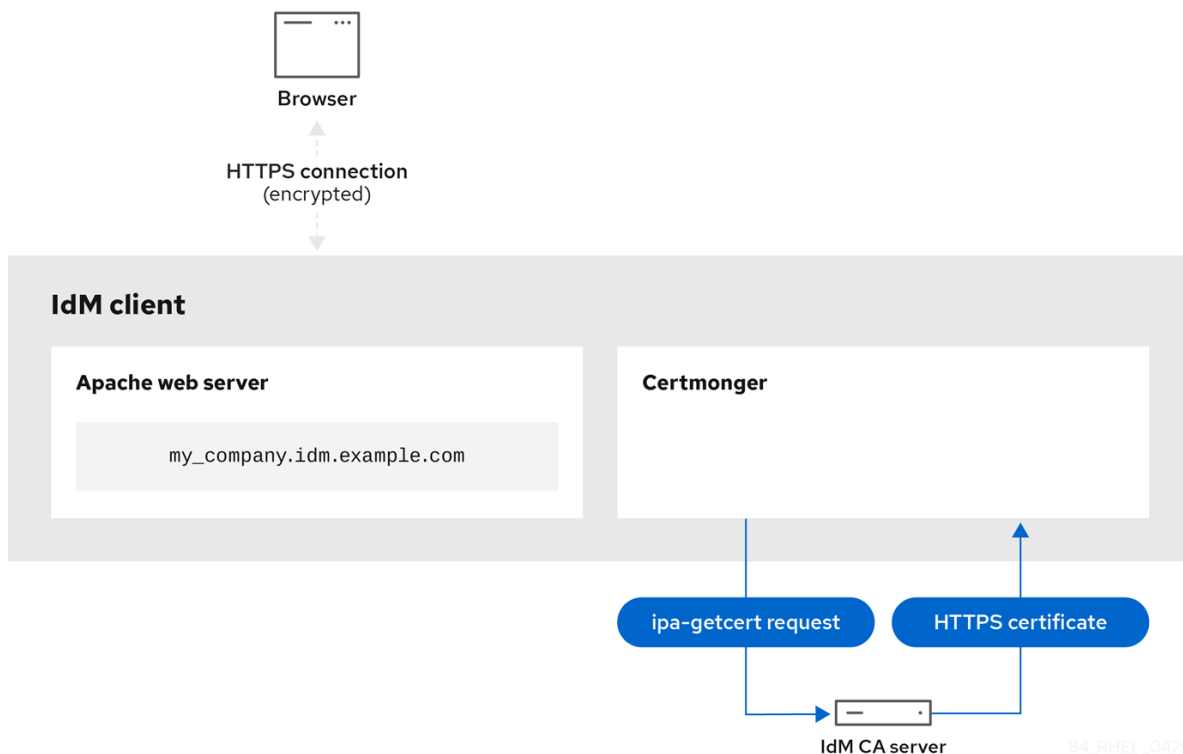 Browser
HTTPS connection
(encrypted)
IdM client
Apache web server
Certmonger
my_company.idm.example.com
ipa-getcert request
HTTPS certificate
IdM CA server